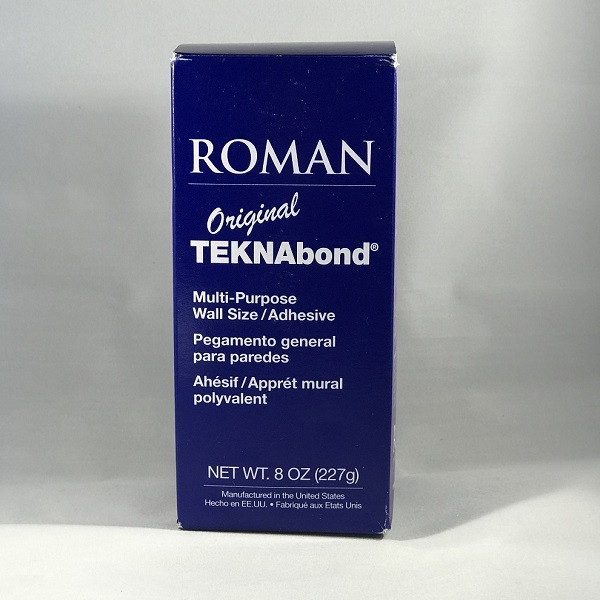 ROMAN
Original
TEKNAbond®
Multi-Purpose
Wall Size/Adhesive
Pegamento general
para paredes
Ahésif/Apprét mural
polyvalent
NET WT. 8 OZ (227g)
Manufactured in the United States
Hecho en EE.UU. • Fabriqué aux Etats Unis